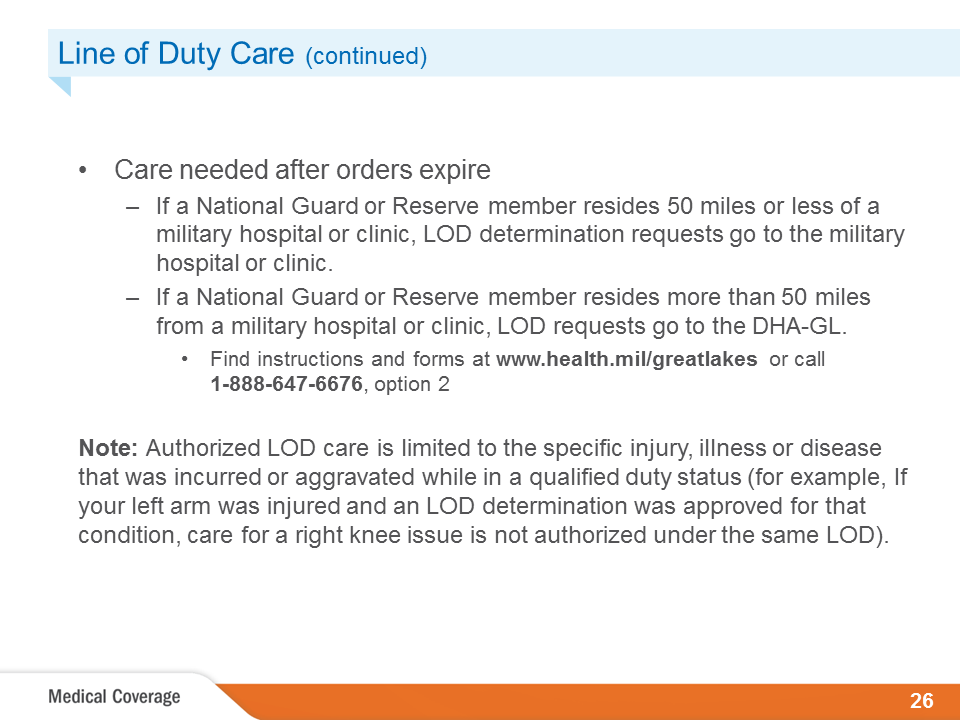 Line of Duty Care (continued)
• Care needed after orders expire
– If a National Guard or Reserve member resides 50 miles or less of a
military hospital or clinic, LOD determination requests go to the military
hospital or clinic.
– If a National Guard or Reserve member resides more than 50 miles
from a military hospital or clinic, LOD requests go to the DHA-GL.
• Find instructions and forms at www.health.mil/greatlakes or call
1-888-647-6676, option 2
Note: Authorized LOD care is limited to the specific injury, illness or disease
that was incurred or aggravated while in a qualified duty status (for example, If
your left arm was injured and an LOD determination was approved for that
condition, care for a right knee issue is not authorized under the same LOD).
Medical Coverage
26